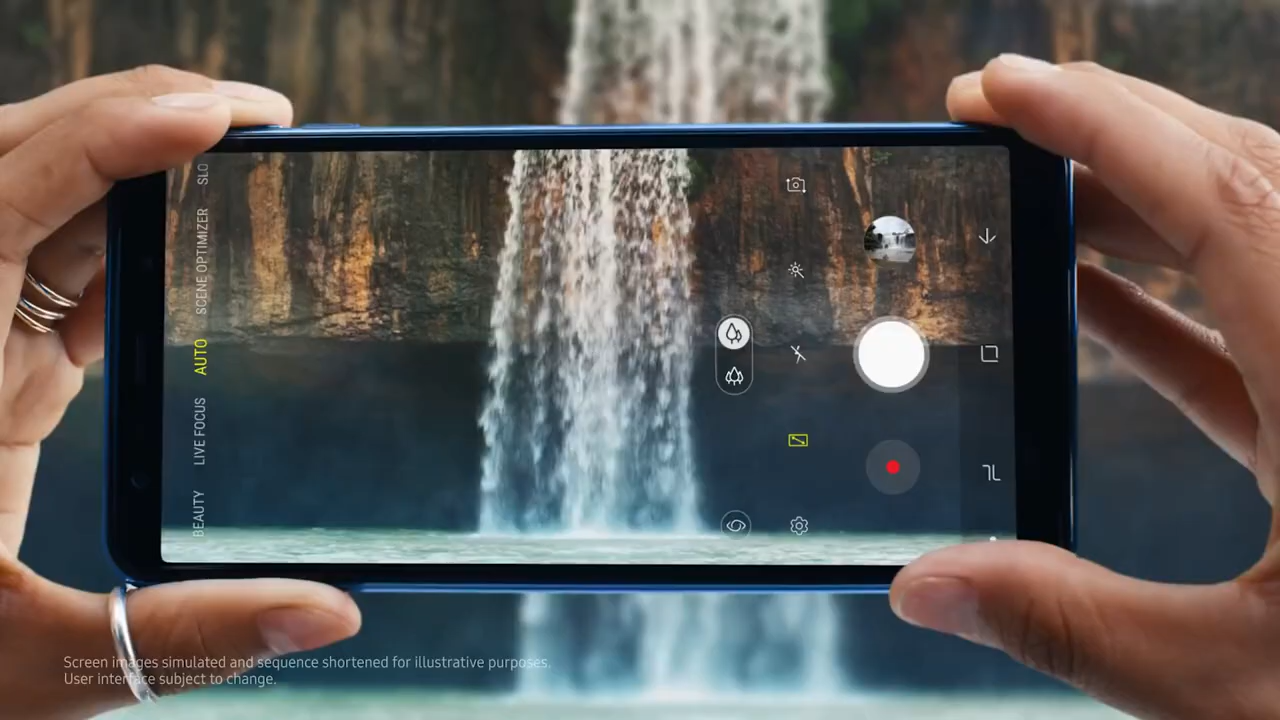 SLO
SCENE OPTIMIZER
AUTO
LIVE FOCUS
BEAUTY
Screen images simulated and sequence shortened for illustrative purposes.
User interface subject to change.